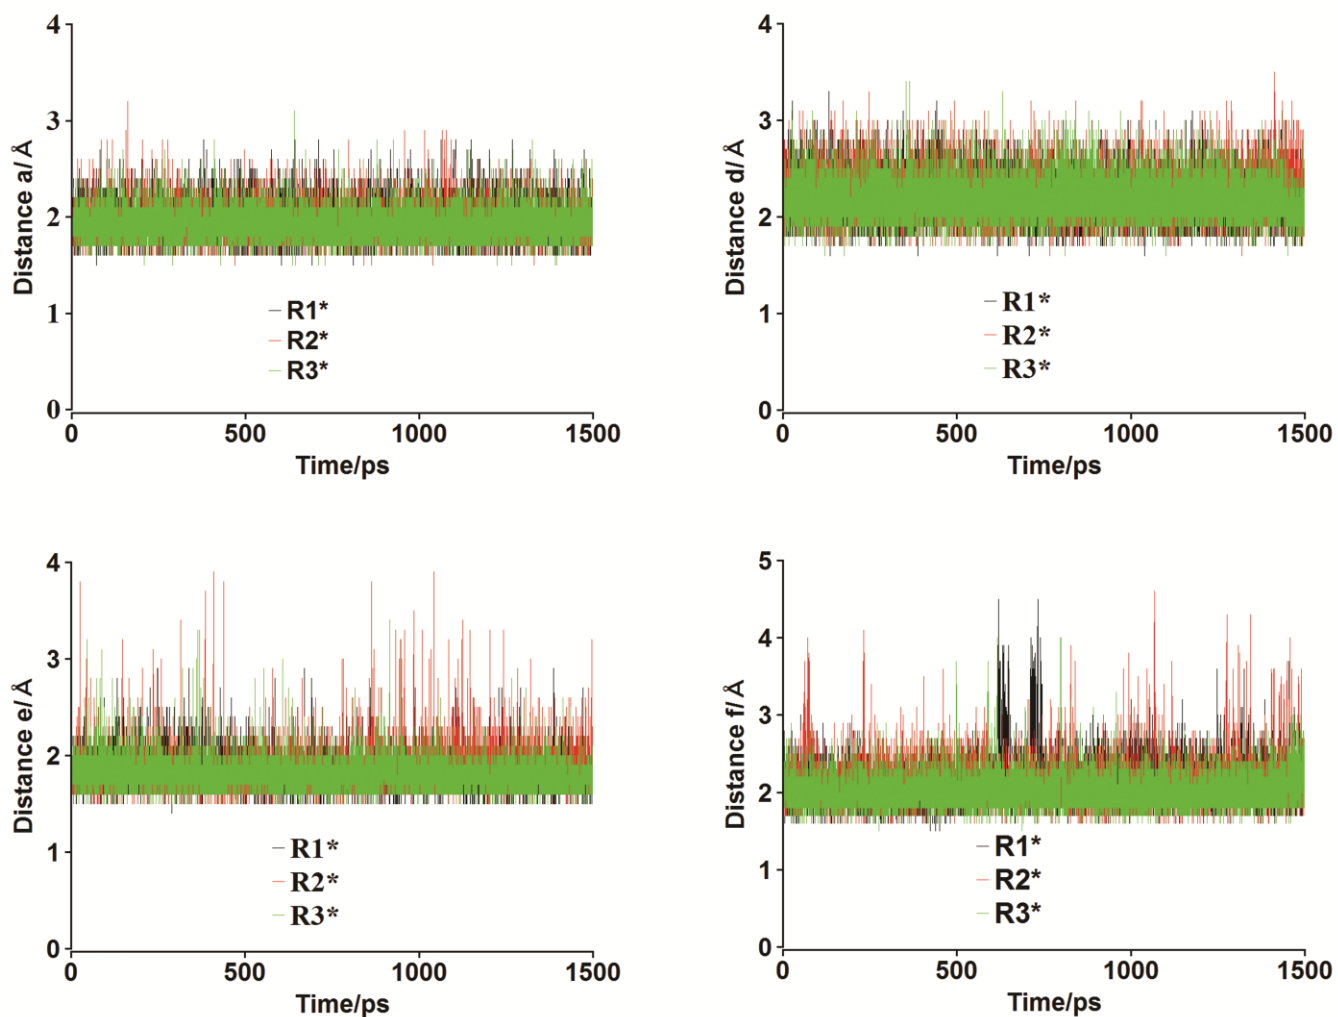 4
3
2
1
0
Distance a/Å
R1*
R2*
R3*
0 500 1000 1500
Time/ps
4
3
2
1
0
Distance d/Å
R1*
R2*
R3*
0 500 1000 1500
Time/ps
4
3
2
1
0
Distance e/Å
R1*
R2*
R3*
0 500 1000 1500
Time/ps
5
4
3
2
1
0
Distance f/Å
R1*
R2*
R3*
0 500 1000 1500
Time/ps